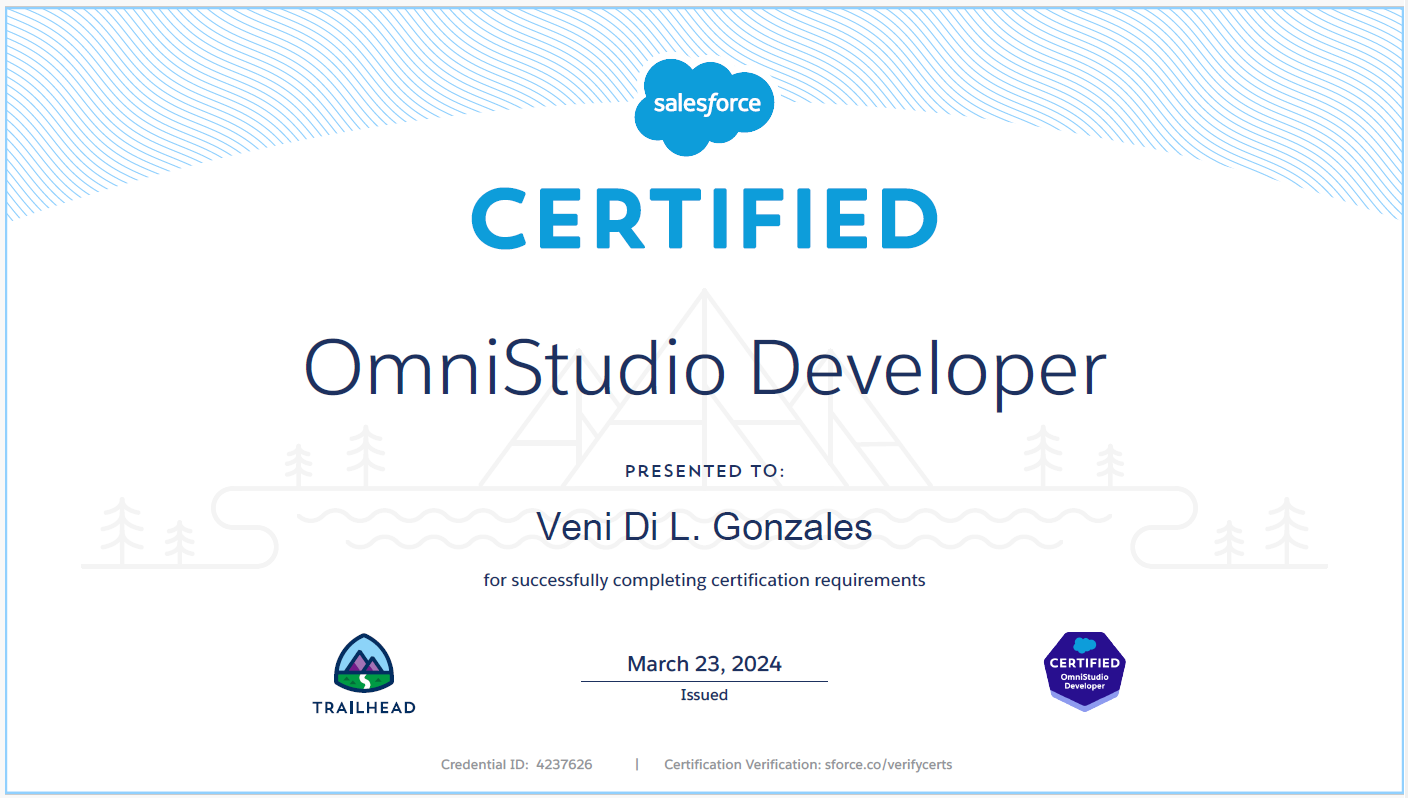 salesforce
CERTIFIED
OmniStudio Developer
PRESENTED TO:
Veni Di L. Gonzales
for successfully completing certification requirements
TRAILHEAD
March 23, 2024
Issued
CERTIFIED
OmniStudio
Developer
Credential ID: 4237626 | Certification Verification: sforce.co/verifycerts